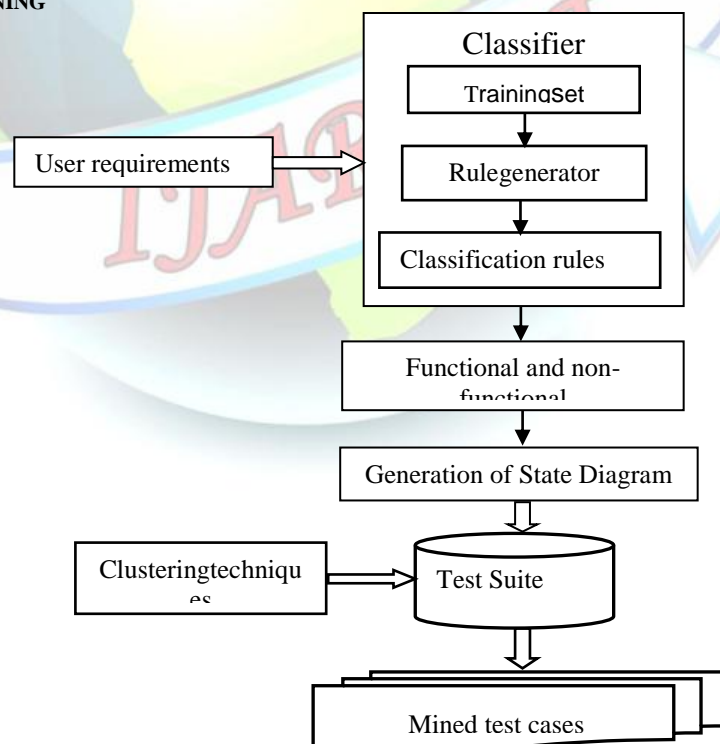 NING
Classifier
Trainingset
User requirements
Rulegenerator
Classification rules
Functional and non-
functional
Generation of State Diagram
Clusteringtechniqu
es
Test Suite
Mined test cases
IJAR